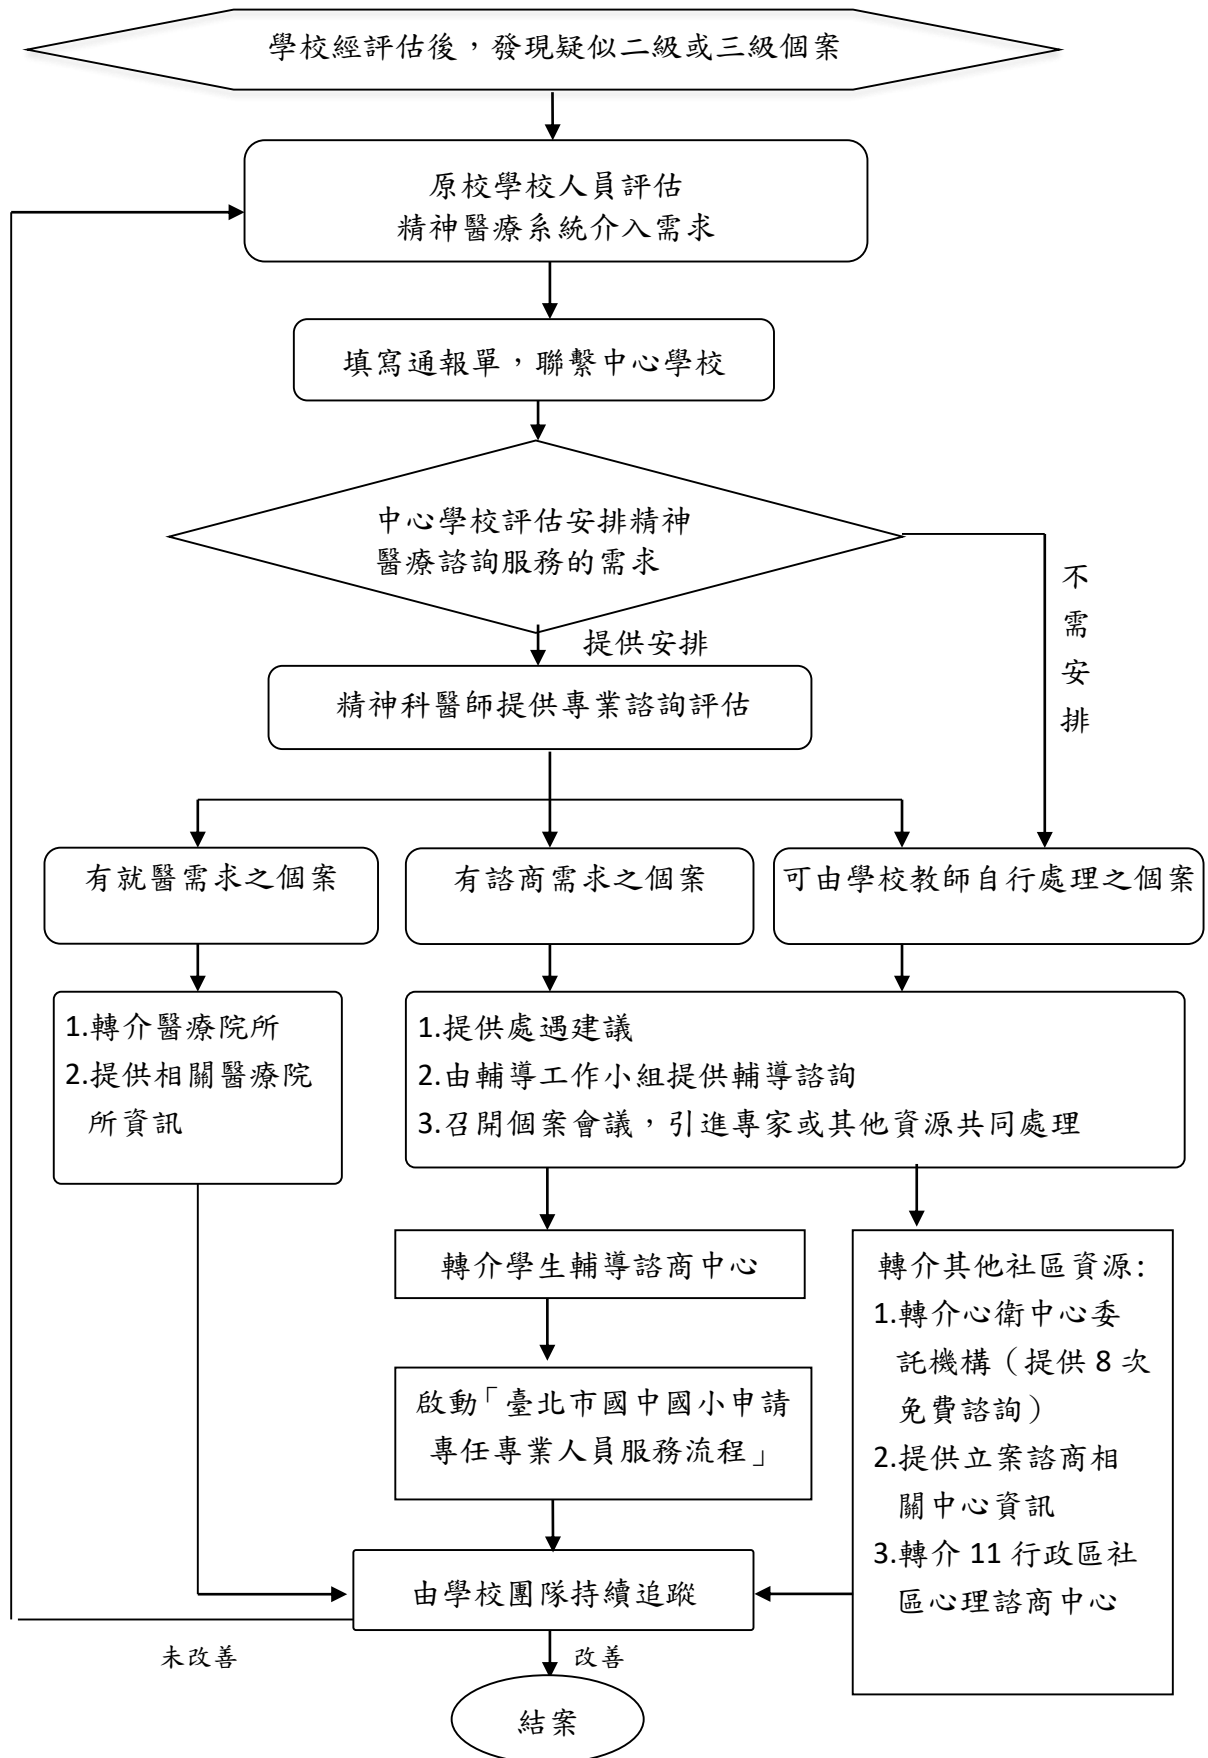 學校經評估後，發現疑似二級或三級個案
原校學校人員評估
精神醫療系統介入需求
填寫通報單，聯繫中心學校
中心學校評估安排精神
醫療諮詢服務的需求
不
需
安
排
提供安排
精神科醫師提供專業諮詢評估
有就醫需求之個案
有諮商需求之個案
可由學校教師自行處理之個案
1.轉介醫療院所
2.提供相關醫療院
所資訊
1.提供處遇建議
2.由輔導工作小組提供輔導諮詢
3.召開個案會議，引進專家或其他資源共同處理
轉介學生輔導諮商中心
啟動「臺北市國中國小申請
專任專業人員服務流程」
轉介其他社區資源:
1.轉介心衛中心委
託機構（提供 8 次
免費諮詢）
2.提供立案諮商相
關中心資訊
3.轉介 11 行政區社
區心理諮商中心
由學校團隊持續追蹤
未改善
改善
結案